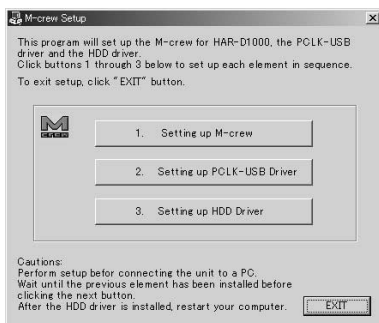 M-crew Setup
This program will set up the M-crew for HAR-D1000, the PCLK-USB
driver and the HDD driver.
Click buttons 1 through 3 below to set up each element in sequence.
To exit setup, click "EXIT" button.
M
crew
1. Setting up M-crew
2. Setting up PCLK-USB Driver
3. Setting up HDD Driver
Cautions:
Perform setup befor connecting the unit to a PC.
Wait until the previous element has been installed before
clicking the next button.
After the HDD driver is installed, restart your computer.
EXIT